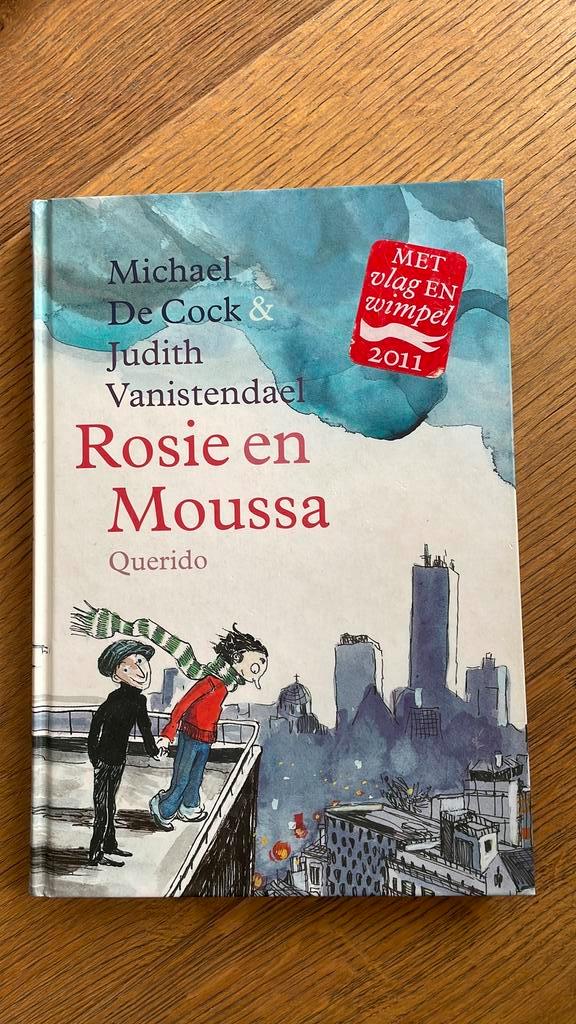 Michael
De Cock &
Judith
Vanistendael
Rosie en
Moussa
Querido
MET
vlag EN
wimpel
2011